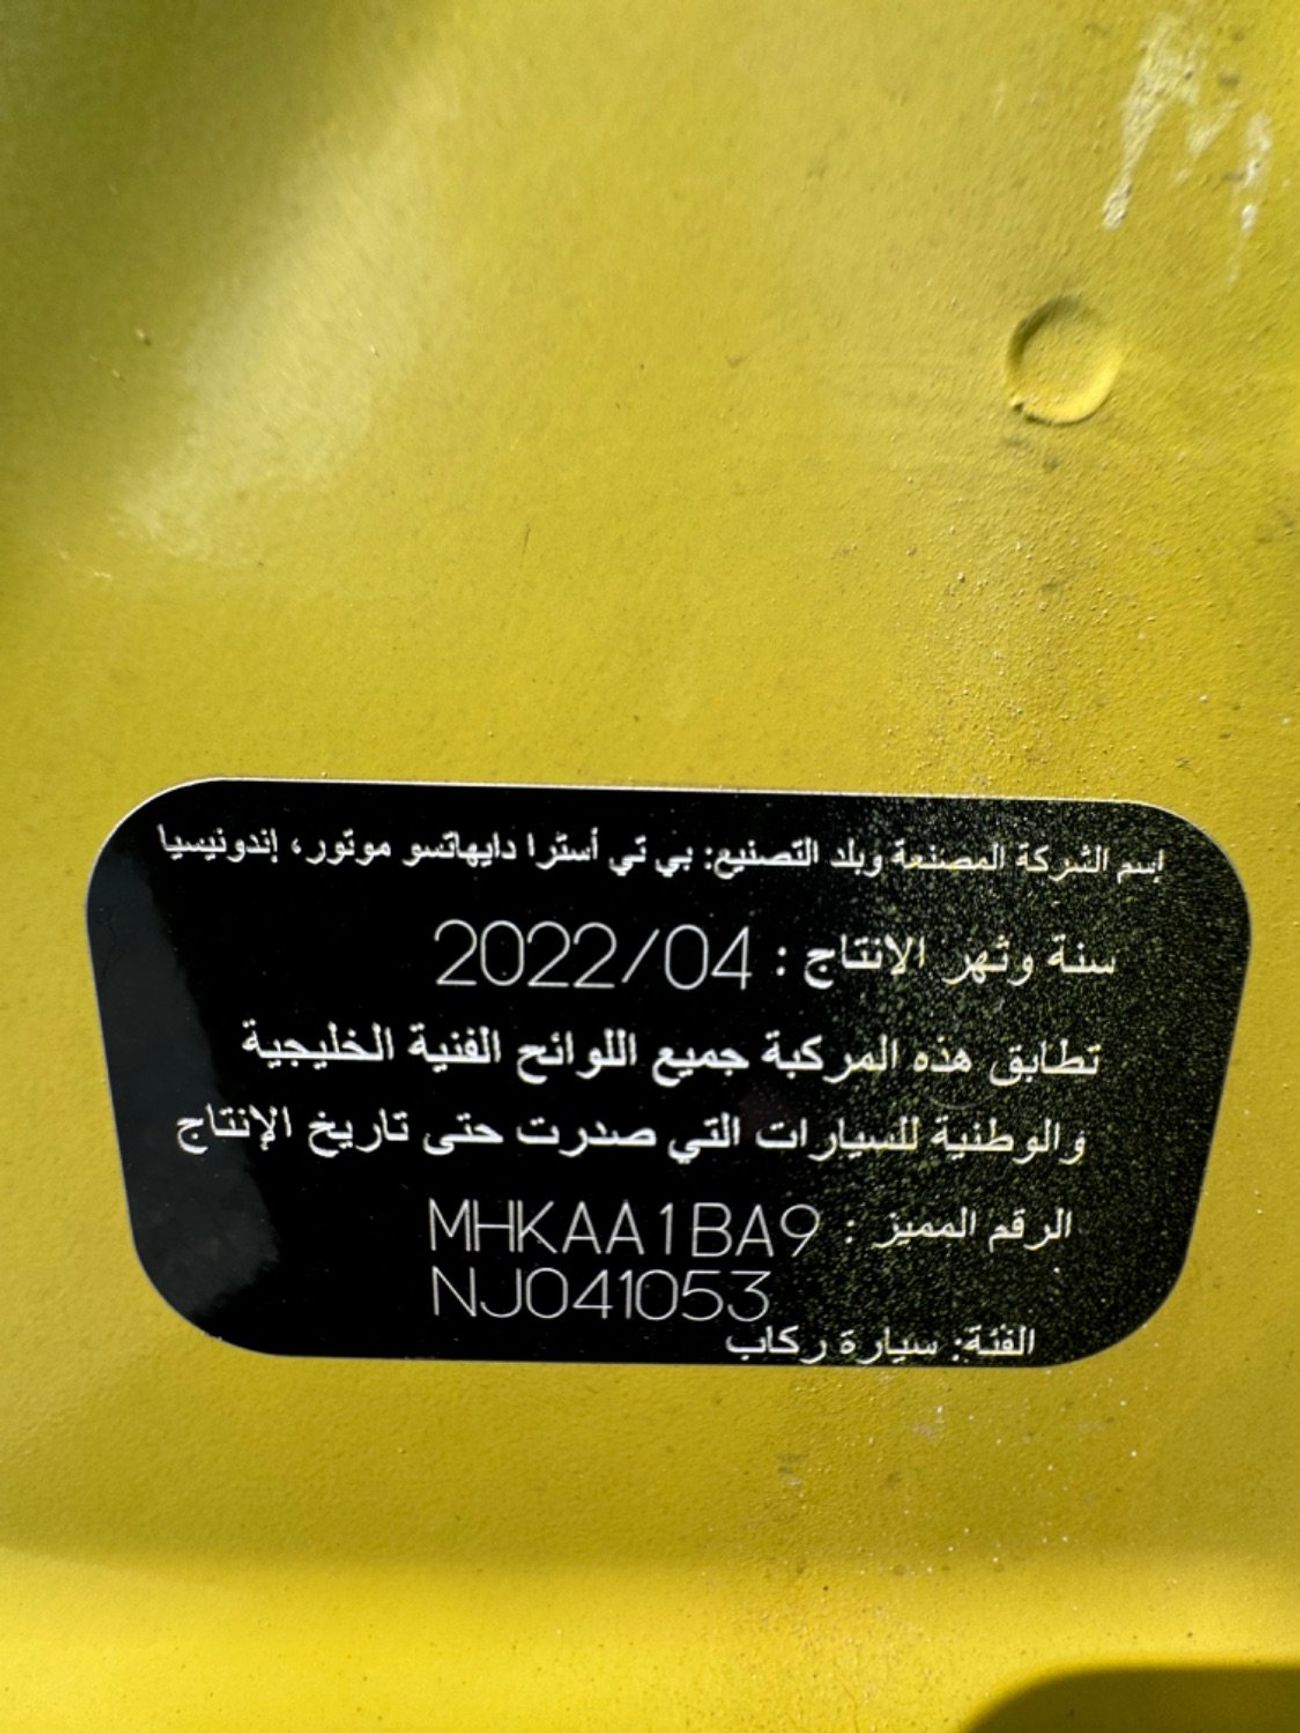 إسم الشركة المصنعة وبلد التصنيع: بي تي أسترا دايهاتسو موتور، إندونيسيا
سنة وشهر الانتاج : 2022/04
تطابق هذه المركبة جميع اللوائح الفنية الخليجية
والوطنية للسيارات التي صدرت حتى تاريخ الإنتاج
الرقم المميز : MHKAA1BA9
NJ041053
الفئة: سيارة ركاب